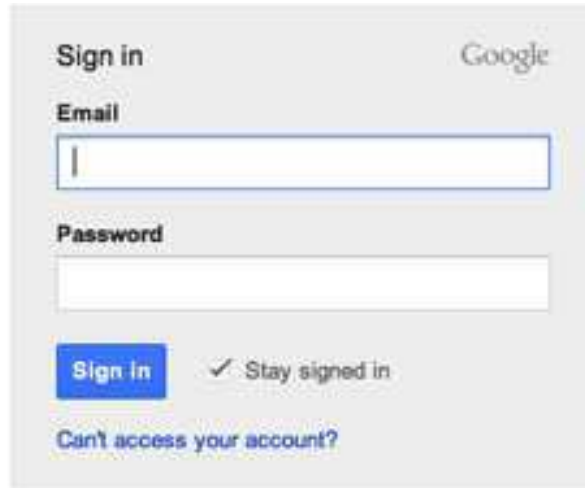 Sign in Google
Email
Password
Sign in Stay signed in
Can't access your account?